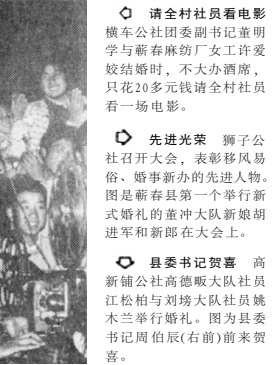 请全村社员看电影
横车公社团委副书记董明
学与蕲春麻纺厂女工许爱
姣结婚时，不大办酒席，
只花20多元钱请全村社员
看一场电影。
先进光荣 狮子公
社召开大会，表彰移风易
俗、婚事新办的先进人物。
图是蕲春县第一个举行新
式婚礼的董冲大队新娘胡
进军和新郎在大会上。
县委书记贺喜 高
新铺公社高德畈大队社员
江松柏与刘塝大队社员姚
木兰举行婚礼。图为县委
书记周伯辰(右前)前来贺
喜。